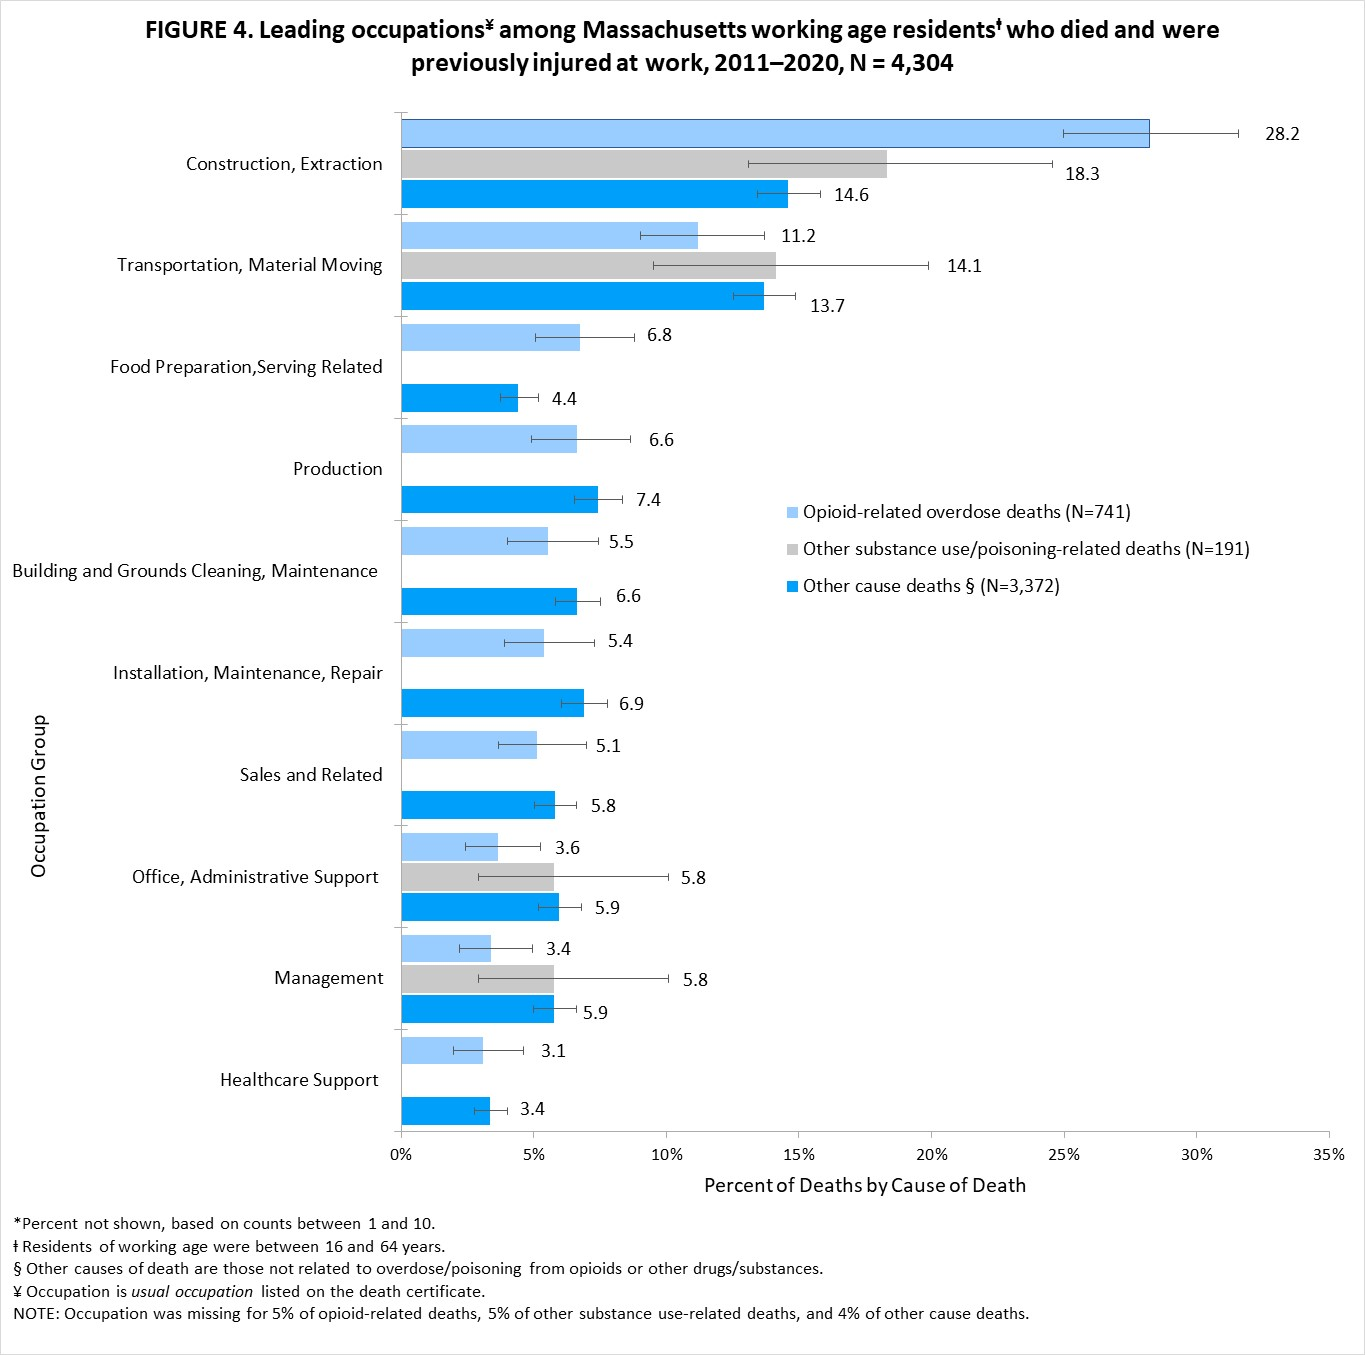 FIGURE 4. Leading occupations¥ among Massachusetts working age residentsƚ who died and were
previously injured at work, 2011–2020, N = 4,304
Construction, Extraction
28.2
18.3
14.6
Transportation, Material Moving
11.2
14.1
13.7
Food Preparation,Serving Related
6.8
4.4
Production
6.6
7.4
Opioid-related overdose deaths (N=741)
Other substance use/poisoning-related deaths (N=191)
Other cause deaths § (N=3,372)
Building and Grounds Cleaning, Maintenance
5.5
6.6
Installation, Maintenance, Repair
5.4
6.9
Sales and Related
5.1
5.8
Office, Administrative Support
3.6
5.8
5.9
Management
3.4
5.8
5.9
Healthcare Support
3.1
3.4
Occupation Group
0% 5% 10% 15% 20% 25% 30% 35%
Percent of Deaths by Cause of Death
*Percent not shown, based on counts between 1 and 10.
ƚ Residents of working age were between 16 and 64 years.
§ Other causes of death are those not related to overdose/poisoning from opioids or other drugs/substances.
¥ Occupation is usual occupation listed on the death certificate.
NOTE: Occupation was missing for 5% of opioid-related deaths, 5% of other substance use-related deaths, and 4% of other cause deaths.